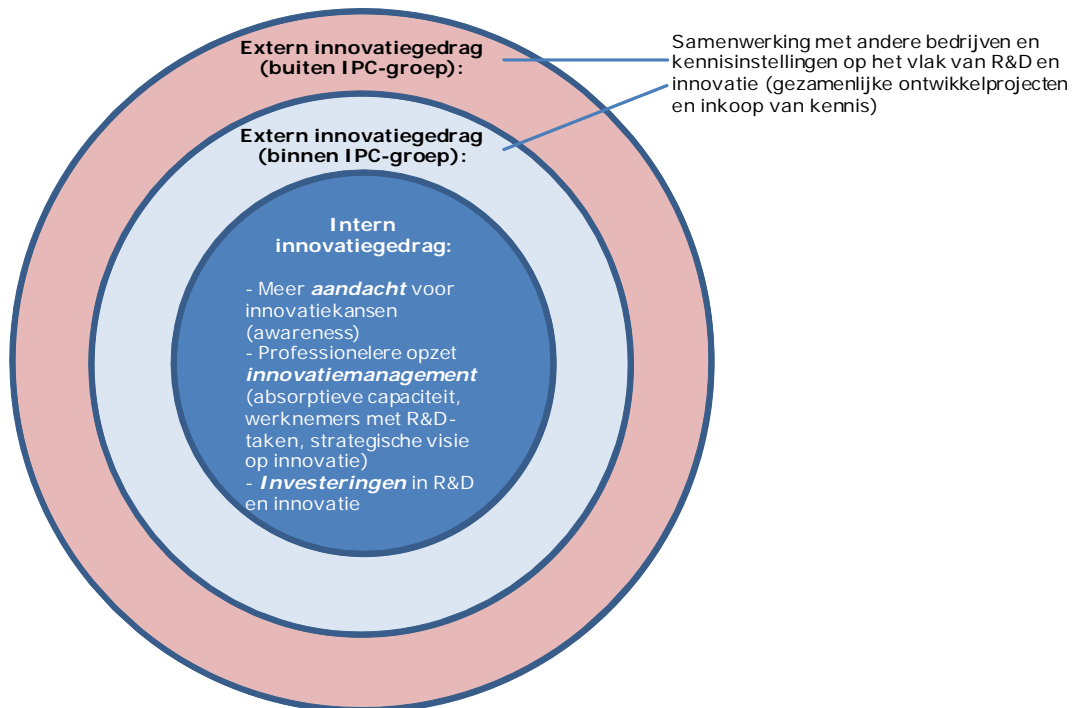 Extern innovatiegedrag
(buiten IPC-groep):
Samenwerking met andere bedrijven en
kennisinstellingen op het vlak van R&D en
innovatie (gezamenlijke ontwikkelprojecten
en inkoop van kennis)
Extern innovatiegedrag
(binnen IPC-groep):
Intern
innovatiegedrag:
- Meer aandacht voor
innovatiekansen
(awareness)
- Professionelere opzet
innovatiemanagement
(absorptieve capaciteit,
werknemers met R&D-
taken, strategische visie
op innovatie)
- Investeringen in R&D
en innovatie